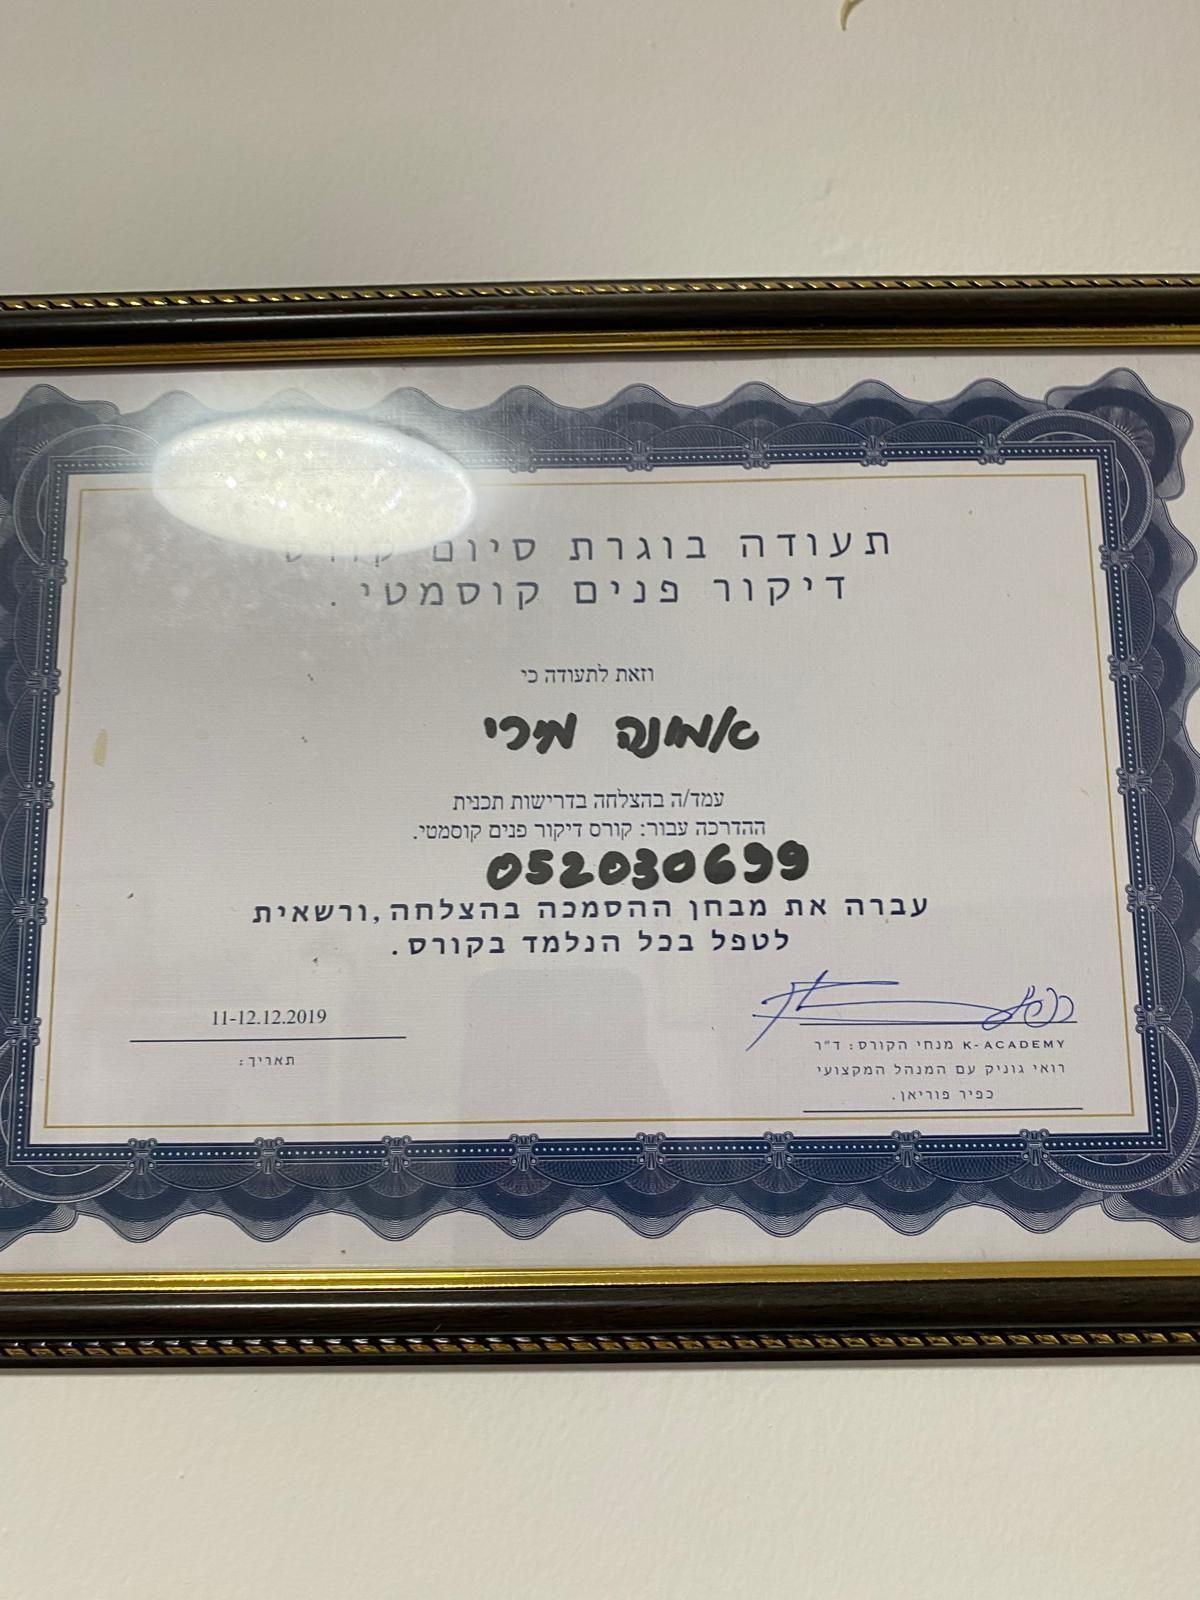 תעודה בוגרת סיום קורס
דיקור פנים קוסמטי.
וזאת לתעודה כי
אמונה מירי
עמד/ה בהצלחה בדרישות תכנית
ההדרכה עבור: קורס דיקור פנים קוסמטי.
052030699
עברה את מבחן ההסמכה בהצלחה, ורשאית
לטפל בכל הנלמד בקורס.
11-12.12.2019
תאריך:
K-ACADEMY מנחי הקורס: ד"ר
רואי גוניק עם המנהל המקצועי
כפיר פוריאן.